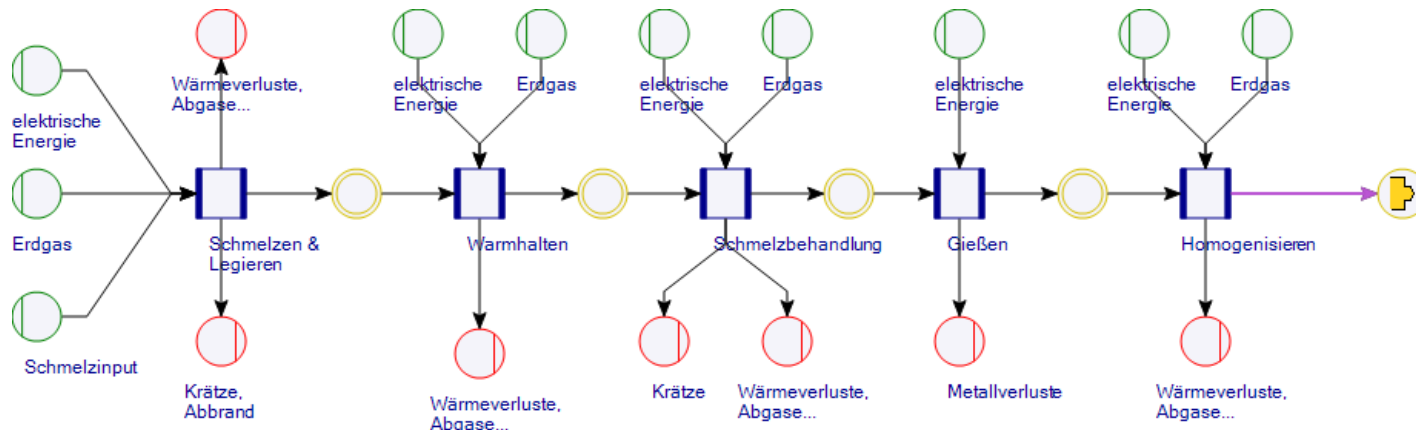 Wärmeverluste,
Abgase...
elektrische
Energie
Erdgas
elektrische
Energie
Erdgas
elektrische
Energie
elektrische
Energie
Erdgas
elektrische
Energie
Erdgas
Schmelzen &
Legieren
Warmhalten
Schmelzbehandlung
Gießen
Homogenisieren
Schmelzinput
Krätze,
Abbrand
Wärmeverluste,
Abgase...
Krätze
Wärmeverluste,
Abgase...
Metallverluste
Wärmeverluste,
Abgase...